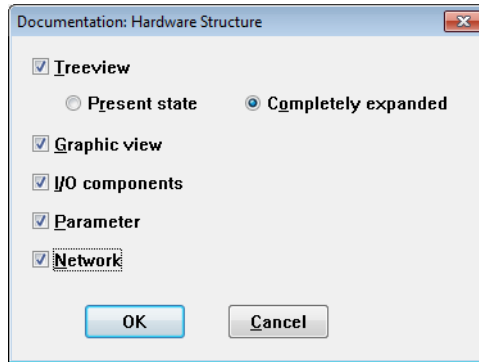 Documentation: Hardware Structure
Treeview
Present state Completely expanded
Graphic view
I/O components
Parameter
Network
OK Cancel